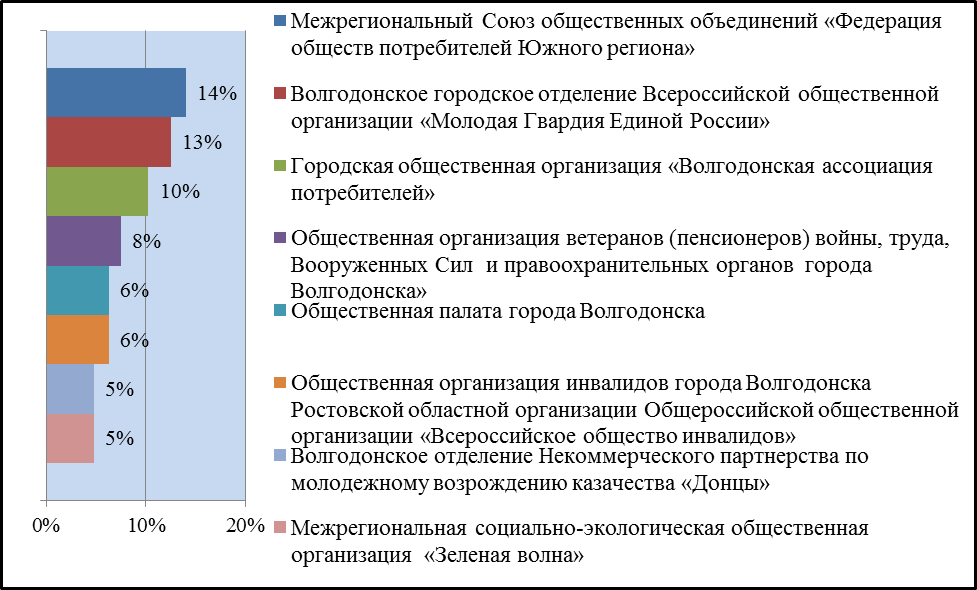 14%
13%
10%
8%
6%
6%
5%
5%
0%
10%
20%
Межрегиональный Союз общественных объединений «Федерация
обществ потребителей Южного региона»
Волгодонское городское отделение Всероссийской общественной
организации «Молодая Гвардия Единой России»
Городская общественная организация «Волгодонская ассоциация
потребителей»
Общественная организация ветеранов (пенсионеров) войны, труда,
Вооруженных Сил и правоохранительных органов города
Волгодонска»
Общественная палата города Волгодонска
Общественная организация инвалидов города Волгодонска
Ростовской областной организации Общероссийской общественной
организации «Всероссийское общество инвалидов»
Волгодонское отделение Некоммерческого партнерства по
молодежному возрождению казачества «Донцы»
Межрегиональная социально-экологическая общественная
организация «Зеленая волна»